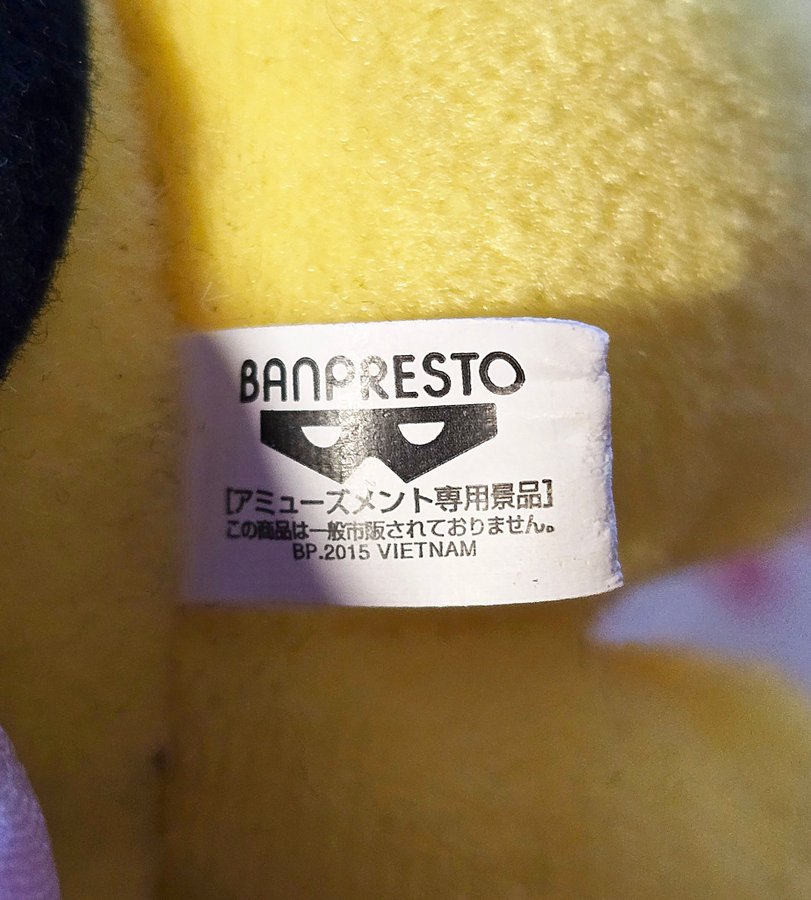 BANPRESTO
[アミューズメント専用景品]
この商品は一般市販されておりません。
BP.2015 VIETNAM